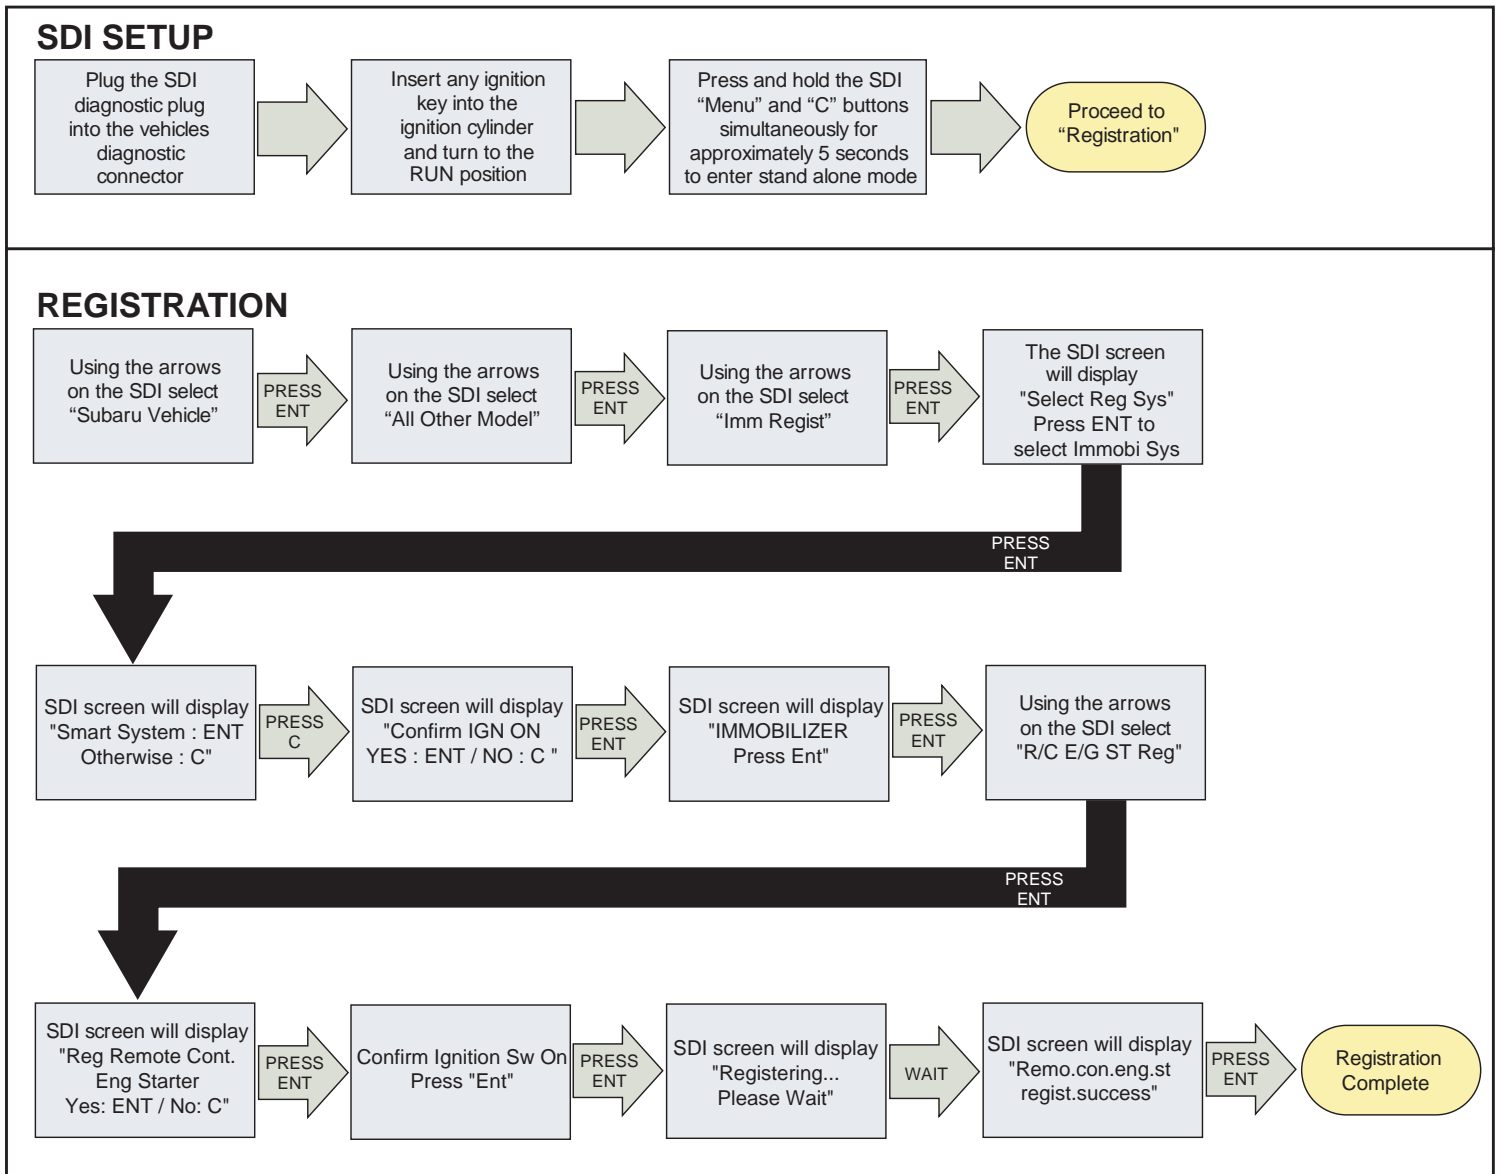 SDI SETUP
Plug the SDI
diagnostic plug
into the vehicles
diagnostic
connector
Insert any ignition
key into the
ignition cylinder
and turn to the
RUN position
Press and hold the SDI
“Menu” and “C” buttons
simultaneously for
approximately 5 seconds
to enter stand alone mode
Proceed to
“Registration"
REGISTRATION
Using the arrows
on the SDI select
“Subaru Vehicle”
PRESS
ENT
Using the arrows
on the SDI select
“All Other Model”
PRESS
ENT
Using the arrows
on the SDI select
“Imm Regist”
PRESS
ENT
The SDI screen
will display
"Select Reg Sys"
Press ENT to
select Immobi Sys
PRESS
ENT
SDI screen will display
"Smart System : ENT
Otherwise : C"
PRESS
C
SDI screen will display
"Confirm IGN ON
YES : ENT / NO : C "
PRESS
ENT
SDI screen will display
"IMMOBILIZER
Press Ent"
PRESS
ENT
Using the arrows
on the SDI select
"R/C E/G ST Reg"
PRESS
ENT
SDI screen will display
"Reg Remote Cont.
Eng Starter
Yes: ENT / No: C"
PRESS
ENT
Confirm Ignition Sw On
Press "Ent"
PRESS
ENT
SDI screen will display
"Registering...
Please Wait"
WAIT
SDI screen will display
"Remo.con.eng.st
regist.success"
PRESS
ENT
Registration
Complete